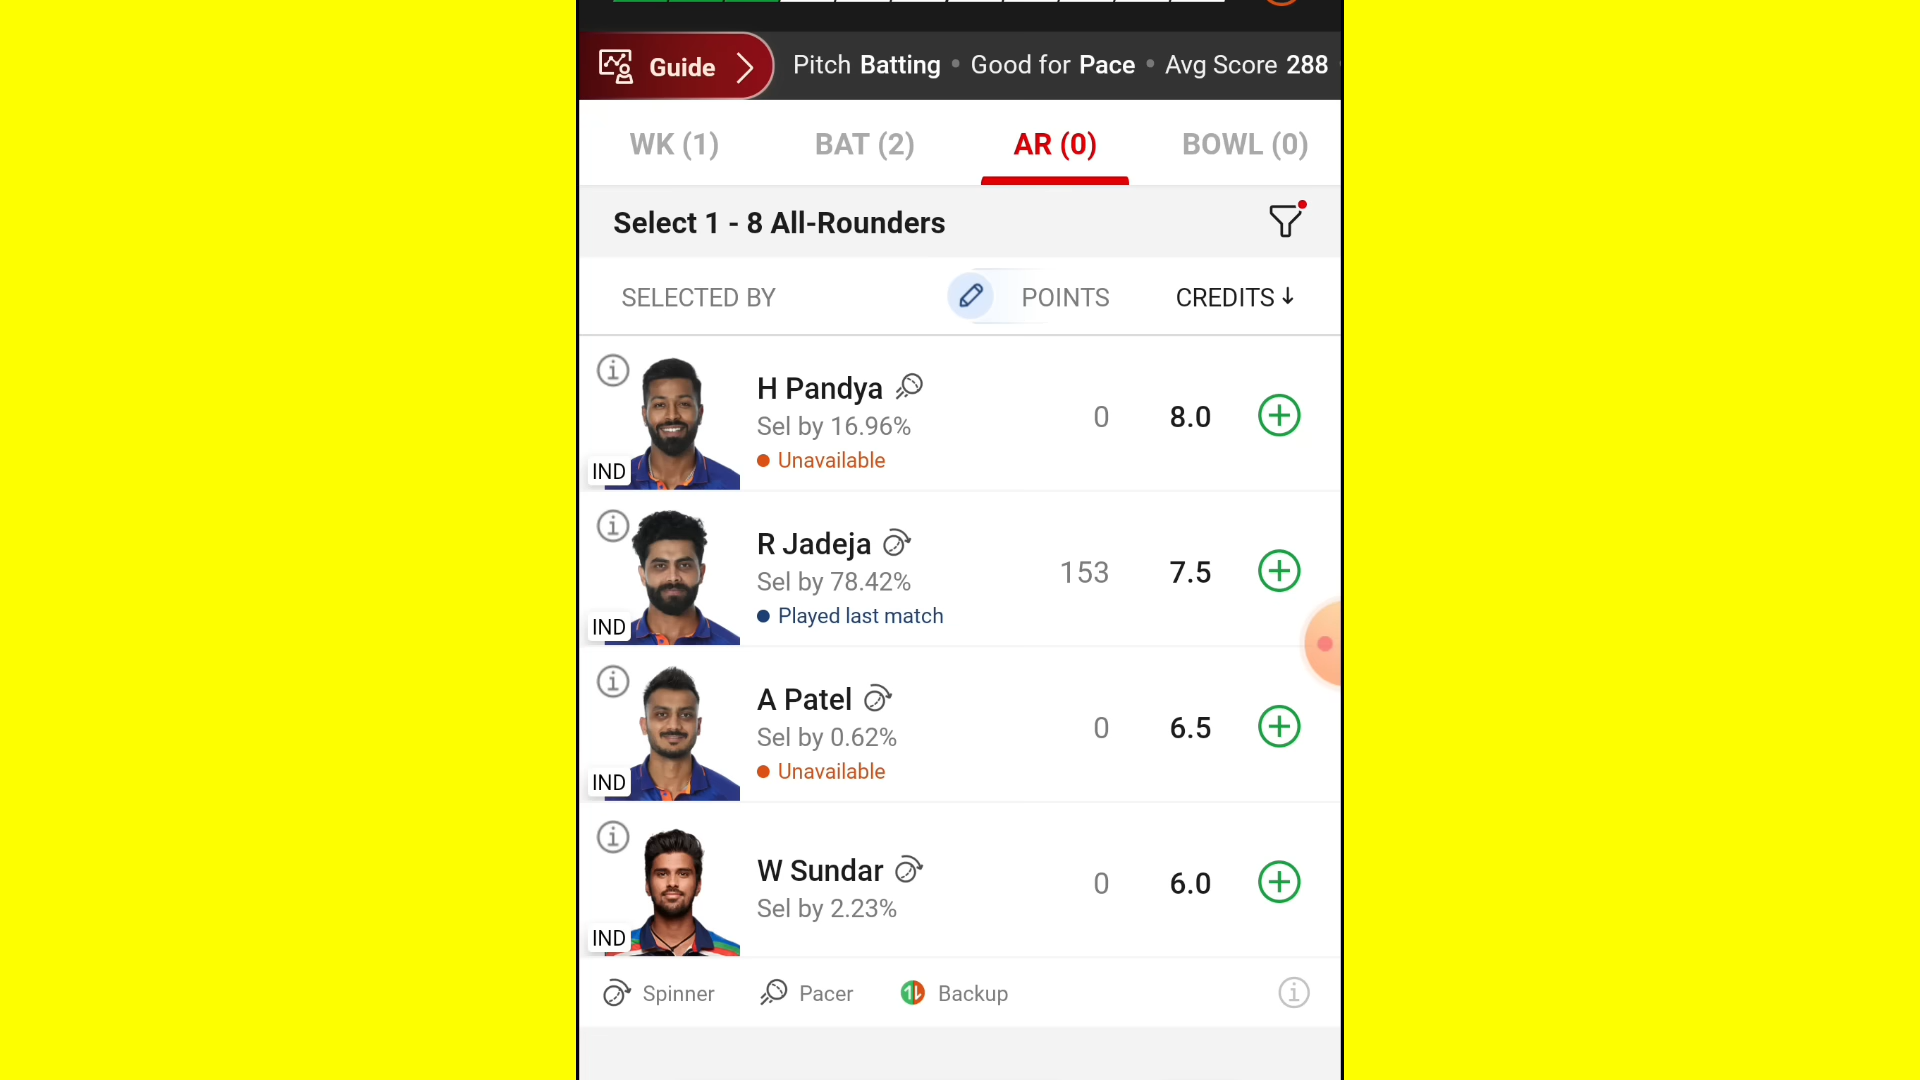 Guide
Pitch Batting • Good for Pace • Avg Score 288
WK (1) BAT (2) AR (0) BOWL (0)
Select 1 - 8 All-Rounders
SELECTED BY POINTS CREDITS ↓
H Pandya
Sel by 16.96%
Unavailable
IND
0 8.0
R Jadeja
Sel by 78.42%
Played last match
IND
153 7.5
A Patel
Sel by 0.62%
Unavailable
IND
0 6.5
W Sundar
Sel by 2.23%
IND
0 6.0
Spinner Pacer Backup